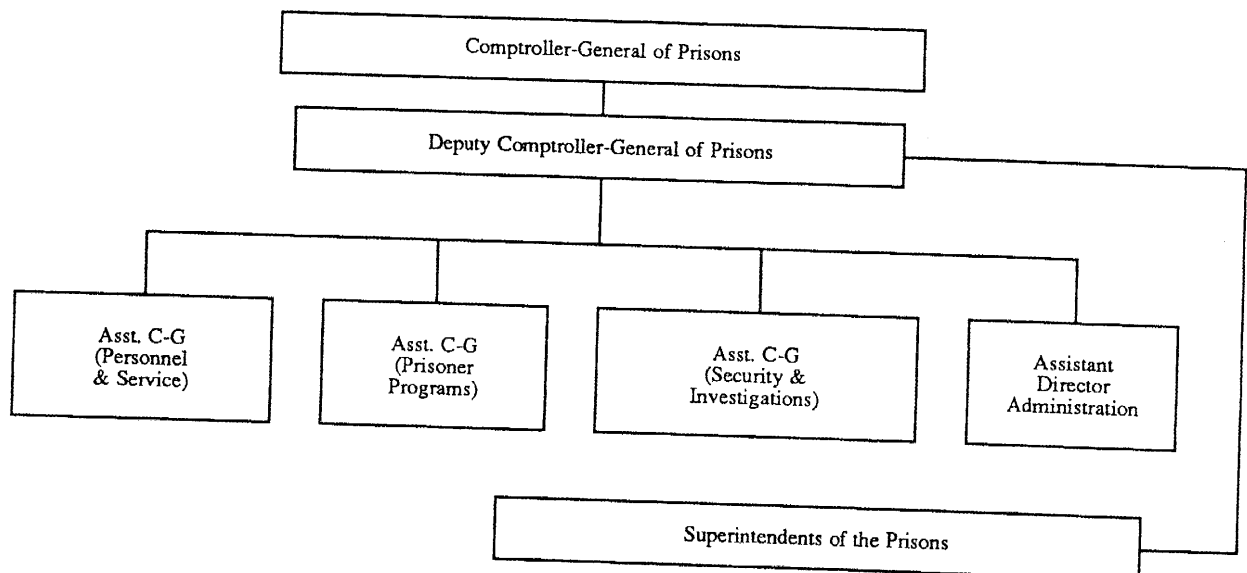 Comptroller-General of Prisons
Deputy Comptroller-General of Prisons
Asst. C-G
(Personnel
& Service)
Asst. C-G
(Prisoner
Programs)
Asst. C-G
(Security &
Investigations)
Assistant
Director
Administration
Superintendents of the Prisons